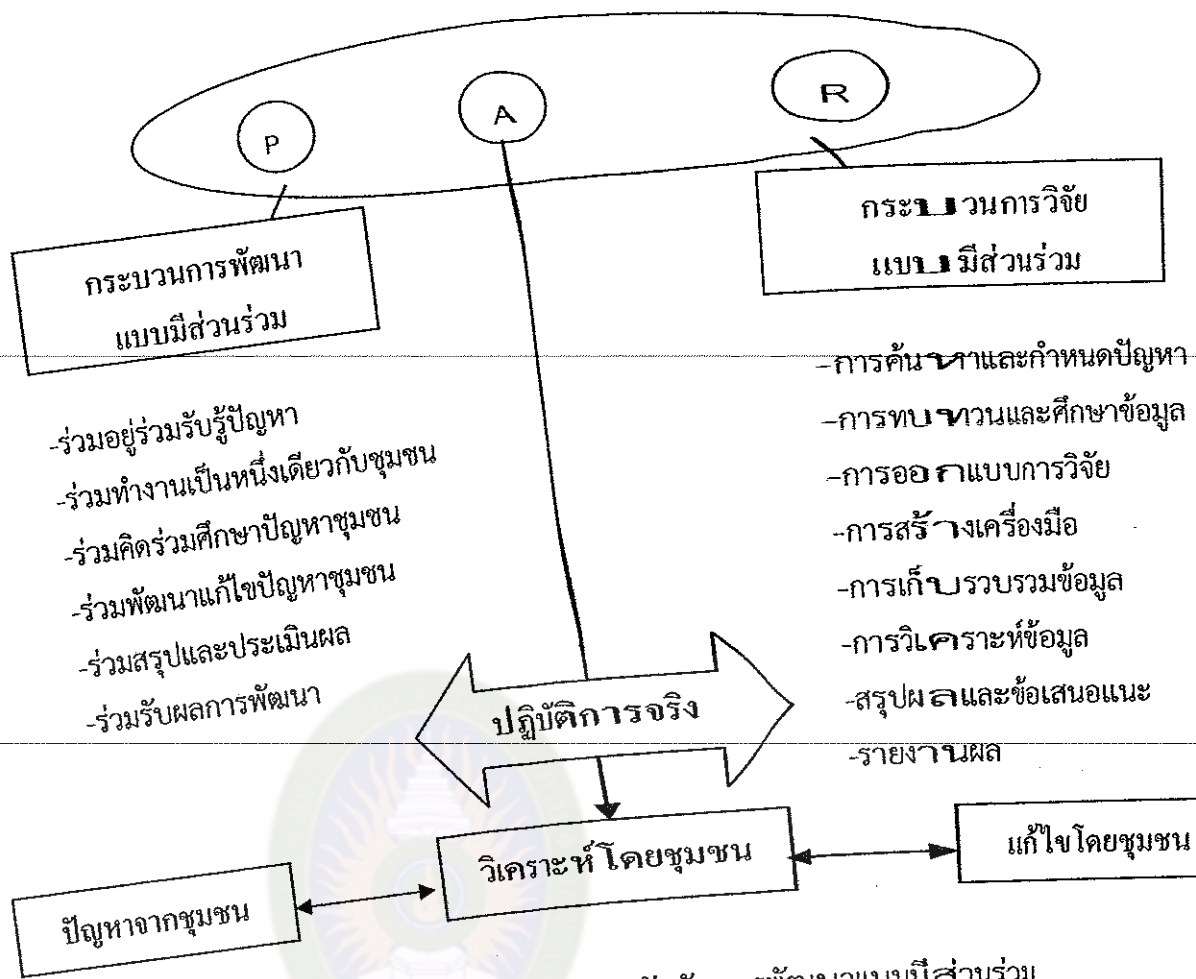 P
A
R
กระบวนการพัฒนา
แบบมีส่วนร่วม
กระบวนการวิจัย
แบบมีส่วนร่วม
-ร่วมอยู่ร่วมรับรู้ปัญหา
-ร่วมทำงานเป็นหนึ่งเดียวกับชุมชน
-ร่วมคิดร่วมศึกษาปัญหาชุมชน
-ร่วมพัฒนาแก้ไขปัญหาชุมชน
-ร่วมสรุปและประเมินผล
-ร่วมรับผลการพัฒนา
-การค้นหาและกำหนดปัญหา
-การทบทวนและศึกษาข้อมูล
-การออกแบบการวิจัย
-การสร้างเครื่องมือ
-การเก็บรวบรวมข้อมูล
-การวิเคราะห์ข้อมูล
-สรุปผลและข้อเสนอแนะ
-รายงานผล
ปฏิบัติการจริง
วิเคราะห์โดยชุมชน
แก้ไขโดยชุมชน
ปัญหาจากชุมชน
พัฒนาแบบมีส่วนร่วม